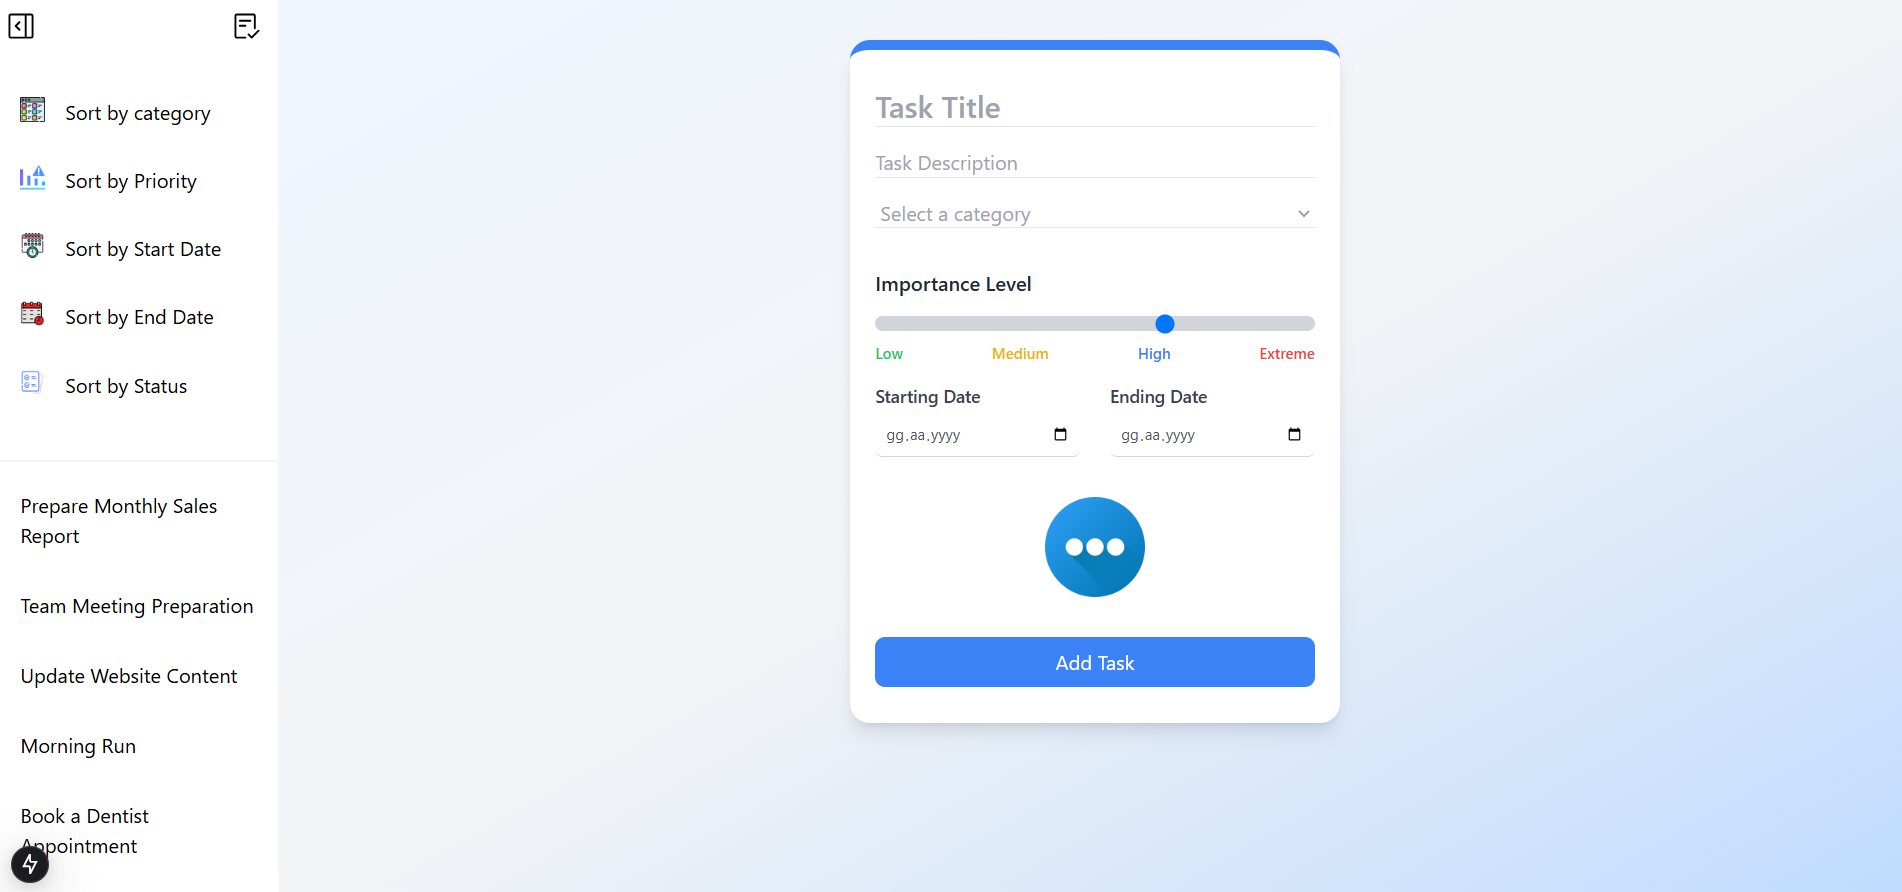 Sort by category
Sort by Priority
Sort by Start Date
Sort by End Date
Sort by Status
Prepare Monthly Sales
Report
Team Meeting Preparation
Update Website Content
Morning Run
Book a Dentist
Appointment
Task Title
Task Description
Select a category
Importance Level
Low Medium High Extreme
Starting Date Ending Date
gg.aa.yyyy gg.aa.yyyy
Add Task